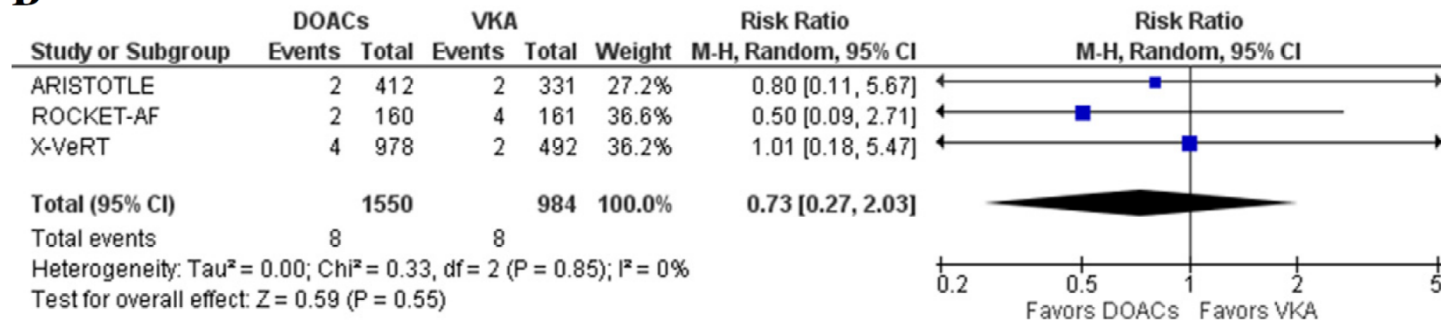 DOACs VKA Risk Ratio Risk Ratio
Study or Subgroup Events Total Events Total Weight M-H, Random, 95% CI M-H, Random, 95% CI
ARISTOTLE 2 412 2 331 27.2% 0.80 [0.11, 5.67]
ROCKET-AF 2 160 4 161 36.6% 0.50 [0.09, 2.71]
X-VeRT 4 978 2 492 36.2% 1.01 [0.18, 5.47]
Total (95% CI) 1550 984 100.0% 0.73 [0.27, 2.03]
Total events 8 8
Heterogeneity: Tau² = 0.00; Chi² = 0.33, df = 2 (P = 0.85); I² = 0%
Test for overall effect: Z = 0.59 (P = 0.55)
0.2 0.5 1 2 5
Favors DOACs Favors VKA